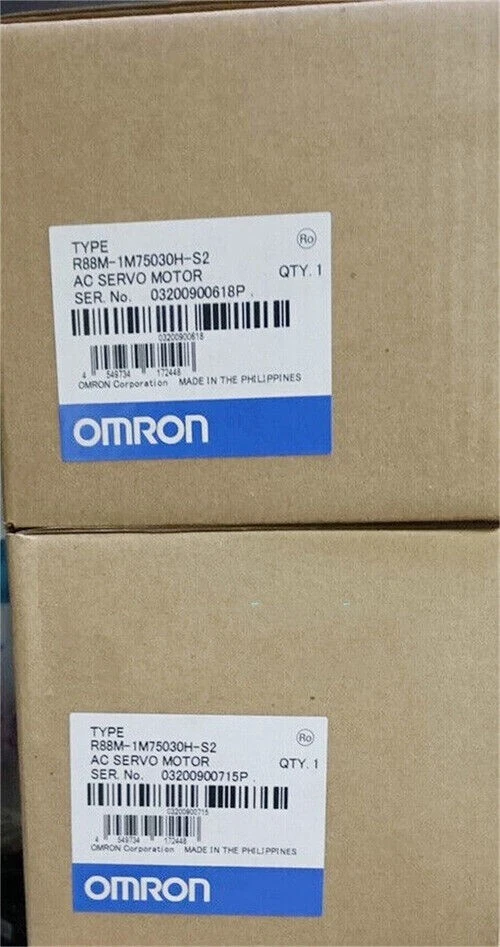 TYPE
Ro
R88M-1M75030H-S2
AC SERVO MOTOR
QTY. 1
SER. No. 03200900618P.
03200900618
4 549734 172448
OMRON Corporation MADE IN THE PHILIPPINES
OMRON
TYPE
Ro
R88M-1M75030H-S2
AC SERVO MOTOR
QTY. 1
SER. No. 03200900715P.
03200900715
4 549734 172448
OMRON Corporation MADE IN THE PHILIPPINES
OMRON